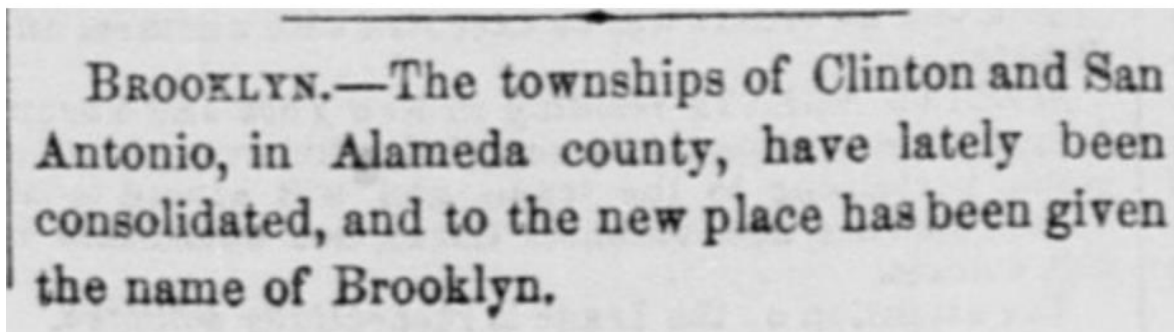 BROOKLYN.—The townships of Clinton and San
Antonio, in Alameda county, have lately been
consolidated, and to the new place has been given
the name of Brooklyn.